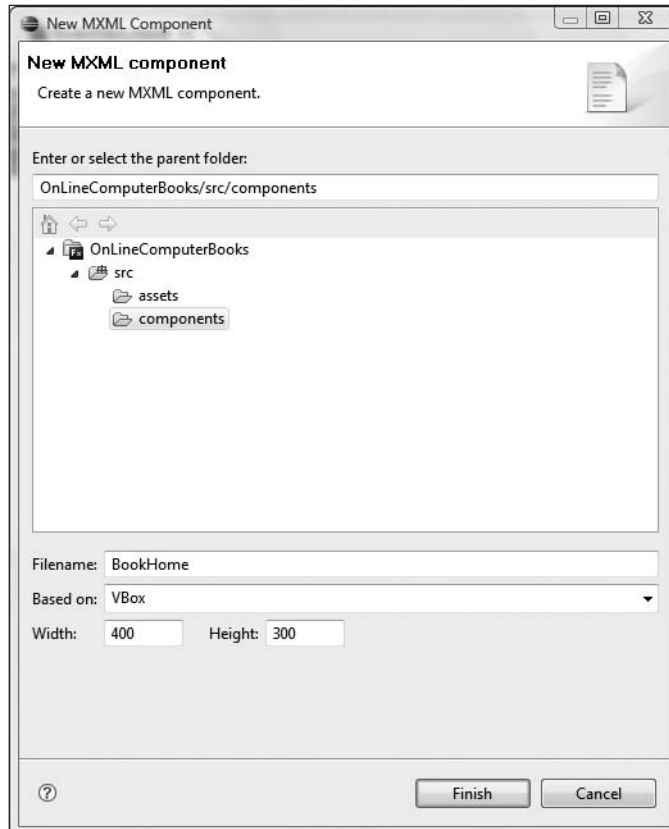 New MXML Component
New MXML component
Create a new MXML component.
Enter or select the parent folder:
OnLineComputerBooks/src/components
Fx OnLineComputerBooks
src
assets
components
Filename: BookHome
Based on: VBox
Width: 400 Height: 300
? Finish Cancel